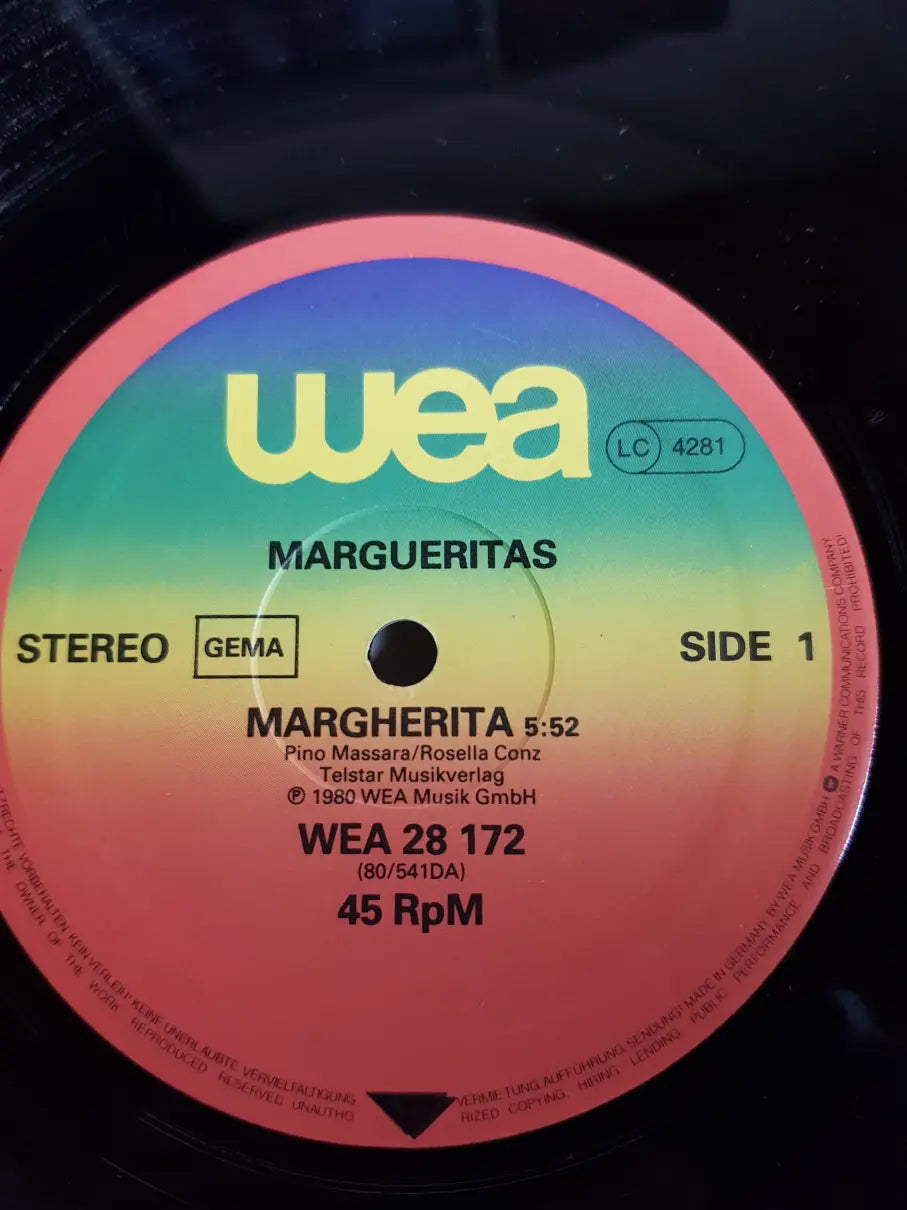 wea
LC 4281
MARGUERITAS
STEREO GEMA SIDE 1
MARGHERITA 5:52
Pino Massara/Rosella Conz
Telstar Musikverlag
℗ 1980 WEA Musik GmbH
WEA 28 172
(80/541DA)
45 RpM
VORBEHALTEN KEIN VERLEIH! KEINE UNERLAUBTE VERVIELFÄLTIGUNG, VERMIETUNG, AUFFÜHRUNG, SENDUNG! MADE IN GERMANY BY WEA MUSIK GMBH A WARNER COMMUNICATIONS COMPANY
THE OWNER OF THE WORK REPRODUCED RESERVED UNAUTHORIZED COPYING, HIRING, LENDING PUBLIC PERFORMANCE AND BROADCASTING OF THIS RECORD PROHIBITED!